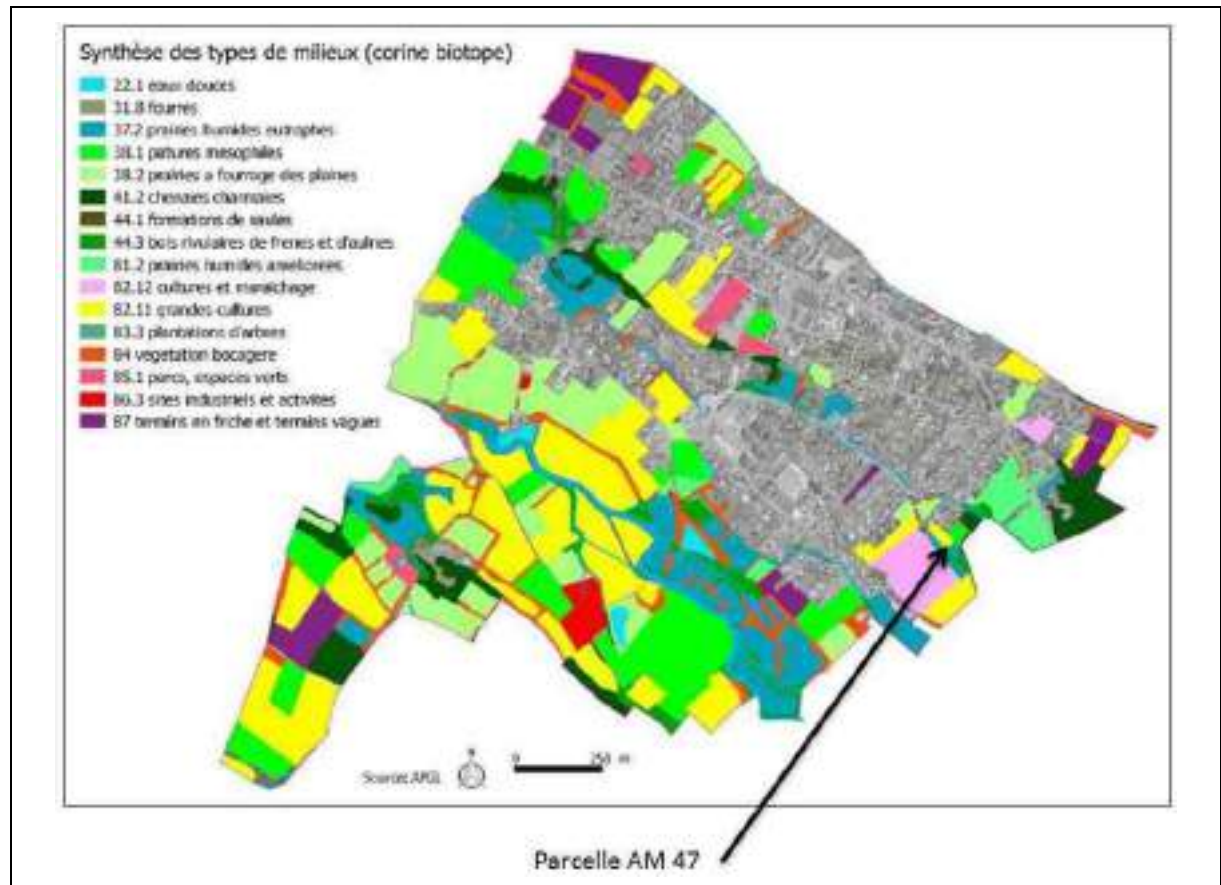 Synthèse des types de milieux (corine biotope)
22.1 eaux douces
31.8 fourres
37.2 prairies humides eutrophes
38.1 patures mesophiles
38.2 prairies a fourrage des plaines
41.2 chenaies charmaies
44.1 formations de saules
44.3 bois rivulaires de frenes et d'aulnes
81.2 prairies humides ameliorees
82.12 cultures et maraichage
82.11 grandes cultures
83.3 plantations d'arbres
84 vegetation bocagere
85.1 parcs, espaces verts
86.3 sites industriels et activites
87 terrains en friche et terrains vagues
N
0 250 m
Source:
Parcelle AM 47